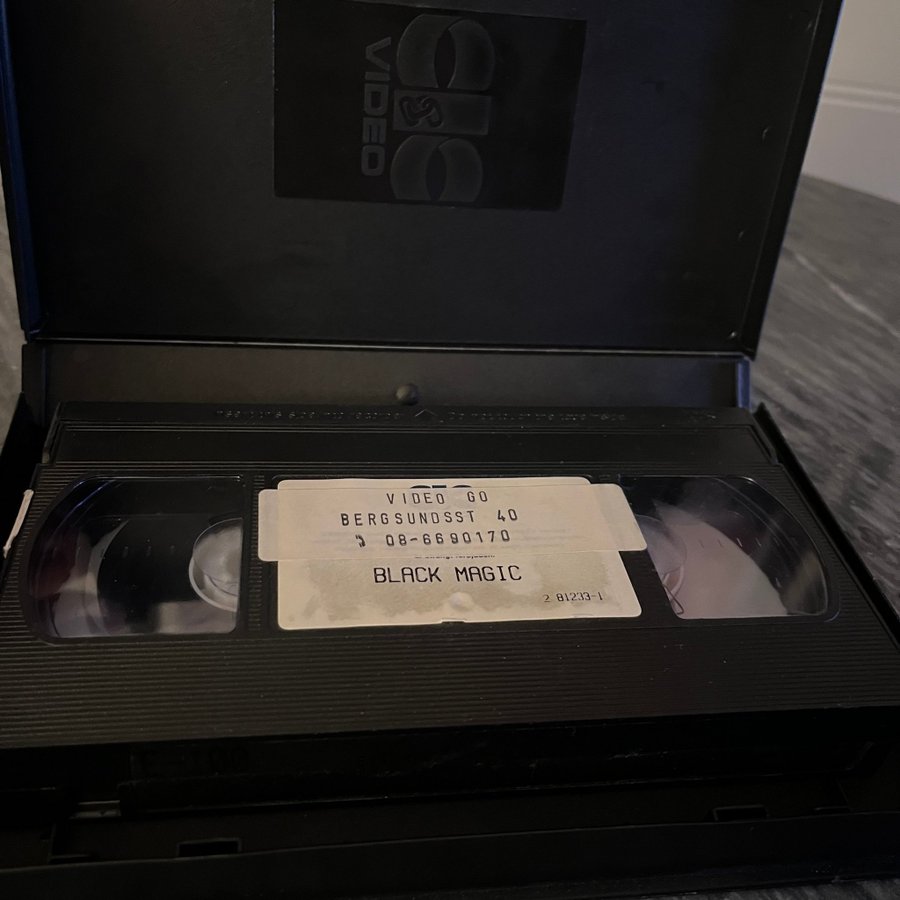 CIC
VIDEO
VIDEO GO
BERGSUNDSST 40
08-6690170
BLACK MAGIC
2 81233-1